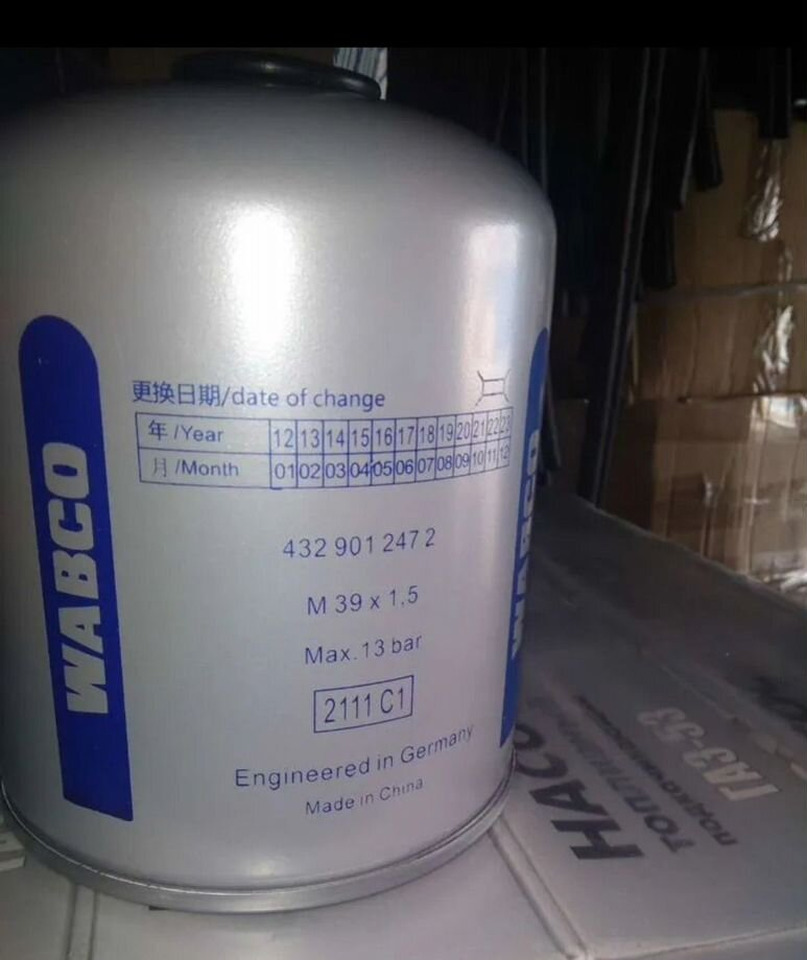 WABCO
更换日期/date of change
年/Year 12 13 14 15 16 17 18 19 20 21 22 23
月/Month 01 02 03 04 05 06 07 08 09 10 11 12
432 901 247 2
M 39 x 1,5
Max. 13 bar
2111 C1
Engineered in Germany
Made in China
WABCO
НАСО
ТОПЛИВНЫЙ
ГАЗ-53